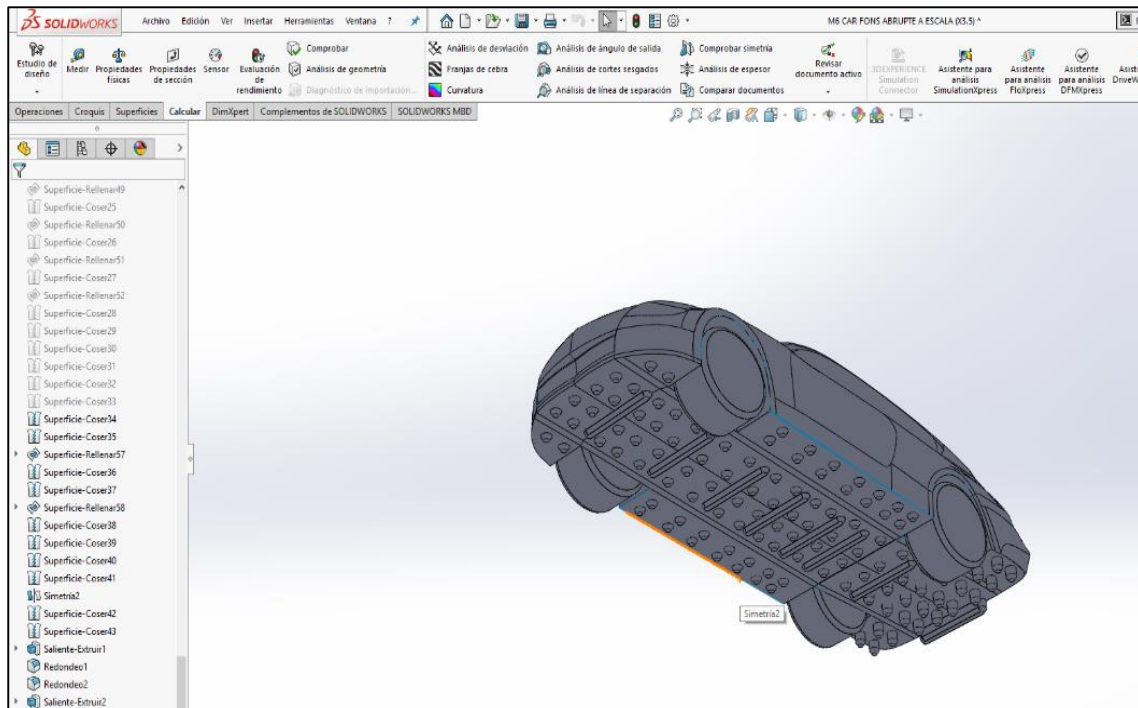 SOLIDWORKS
Archivo Edición Ver Insertar Herramientas Ventana ?
M6 CAR FONS ABRUPTE A ESCALA (X3.5) *
Estudio de diseño
Medir
Propiedades físicas
Propiedades de sección
Sensor
Evaluación de rendimiento
Comprobar
Análisis de geometría
Diagnóstico de importación...
Análisis de desviación
Franjas de cebra
Curvatura
Análisis de ángulo de salida
Análisis de cortes sesgados
Análisis de línea de separación
Comprobar simetría
Análisis de espesor
Comparar documentos
Revisar documento activo
3DEXPERIENCE Simulation Connector
Asistente para análisis SimulationXpress
Asistente para análisis FloXpress
Asistente para análisis DFMXpress
Operaciones Croquis Superficies Calcular DimXpert Complementos de SOLIDWORKS SOLIDWORKS MBD
Superficie-Rellenar49
Superficie-Coser25
Superficie-Rellenar50
Superficie-Coser26
Superficie-Rellenar51
Superficie-Coser27
Superficie-Rellenar52
Superficie-Coser28
Superficie-Coser29
Superficie-Coser30
Superficie-Coser31
Superficie-Coser32
Superficie-Coser33
Superficie-Coser34
Superficie-Coser35
Superficie-Rellenar57
Superficie-Coser36
Superficie-Coser37
Superficie-Rellenar58
Superficie-Coser38
Superficie-Coser39
Superficie-Coser40
Superficie-Coser41
Simetría2
Superficie-Coser42
Superficie-Coser43
Saliente-Extruir1
Redondeo1
Redondeo2
Saliente-Extruir2
Simetría2